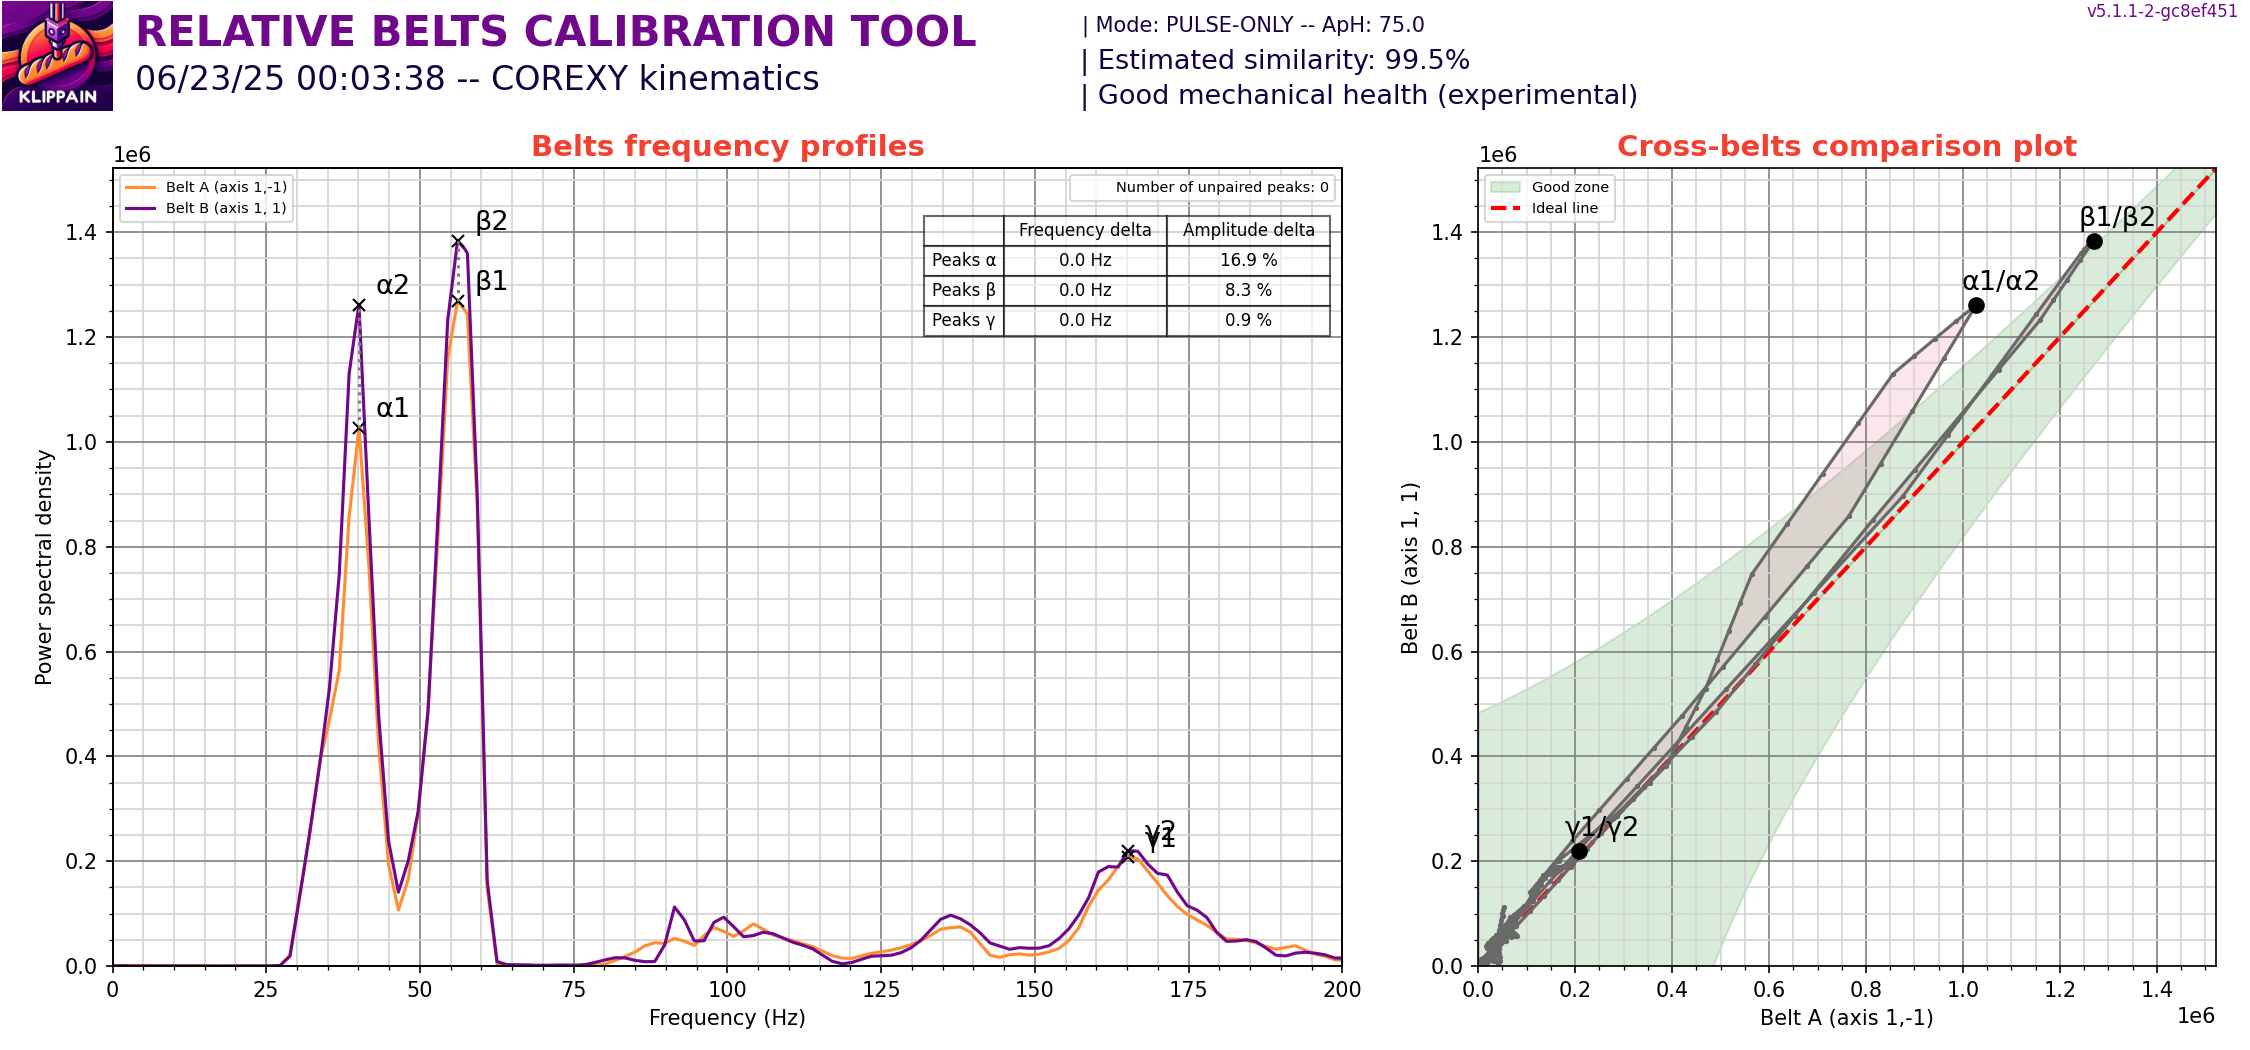 KLIPPAIN
RELATIVE BELTS CALIBRATION TOOL
06/23/25 00:03:38 -- COREXY kinematics
| Mode: PULSE-ONLY -- ApH: 75.0
| Estimated similarity: 99.5%
| Good mechanical health (experimental)
v5.1.1-2-gc8ef451
Belts frequency profiles
1e6
Belt A (axis 1,-1)
Belt B (axis 1, 1)
Number of unpaired peaks: 0
Frequency delta Amplitude delta
Peaks α 0.0 Hz 16.9 %
Peaks β 0.0 Hz 8.3 %
Peaks γ 0.0 Hz 0.9 %
β2
β1
α2
α1
γ2
γ1
1.4
1.2
1.0
0.8
0.6
0.4
0.2
0.0
Power spectral density
0 25 50 75 100 125 150 175 200
Frequency (Hz)
Cross-belts comparison plot
1e6
Good zone
Ideal line
β1/β2
α1/α2
γ1/γ2
1.4
1.2
1.0
0.8
0.6
0.4
0.2
0.0
Belt B (axis 1, 1)
0.0 0.2 0.4 0.6 0.8 1.0 1.2 1.4
1e6
Belt A (axis 1,-1)